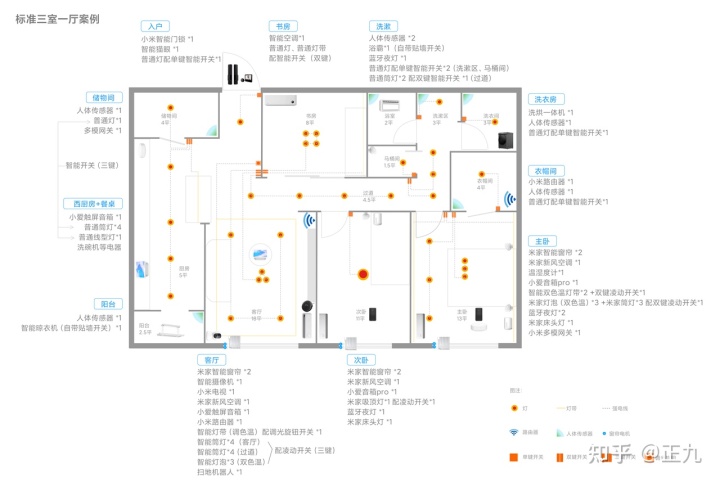 标准三室一厅案例
入户
小米智能门锁 *1
智能猫眼 *1
普通灯配单键智能开关*1
书房
智能空调*1
普通灯、普通灯带
配智能开关（双键）
洗漱
人体传感器 *2
浴霸*1（自带贴墙开关）
蓝牙夜灯 *1
普通灯配单键智能开关*2（洗漱区、马桶间）
普通筒灯*2 配双键智能开关 *1（过道）
储物间
人体传感器 *1
普通灯*1
多模网关 *1
智能开关（三键）
西厨房+餐桌
小爱触屏音箱 *1
普通筒灯*4
普通线型灯*1
洗碗机等电器
阳台
人体传感器 *1
智能晾衣机（自带贴墙开关）*1
洗衣房
洗烘一体机 *1
人体传感器*1
普通灯配单键智能开关*1
衣帽间
小米路由器 *1
人体传感器 *1
普通灯配单键智能开关*1
主卧
米家智能窗帘 *2
米家新风空调 *1
温湿度计*1
小爱音箱pro *1
智能双色温灯带*2 +双键凌动开关*1
米家灯泡（双色温）*3 +米家筒灯*3 配双键凌动开关*1
蓝牙夜灯*2
米家床头灯 *1
小米多模网关 *1
储物间
4平
书房
8平
浴室
2平
洗漱区
3平
洗衣间
3平
马桶间
1.5平
衣帽间
4平
过道
4.5平
厨房
5平
客厅
阳台
2.5平
次卧
主卧
15平
客厅
米家智能窗帘 *2
智能摄像机 *1
小米电视 *1
米家新风空调 *1
小爱触屏音箱 *1
小米路由器 *1
智能灯带（调色温）配调光旋钮开关 *1
智能筒灯*4（客厅）
智能筒灯*4（过道）
智能灯泡*3（双色温）
配凌动开关（三键）
扫地机器人 *1
次卧
米家智能窗帘 *2
米家新风空调 *1
小爱音箱pro *1
米家吸顶灯*1 配凌动开关*1
蓝牙夜灯 *1
米家床头灯 *1
图注：
灯
灯带
强电线
路由器
人体传感器
窗帘电机
单键开关
双键开关
知乎 @正九